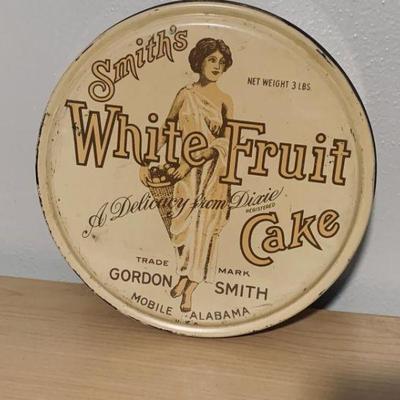 Smith's
NET WEIGHT 3 LBS.
White Fruit
A Delicacy from Dixie
REGISTERED
Cake
TRADE MARK
GORDON SMITH
MOBILE ALABAMA